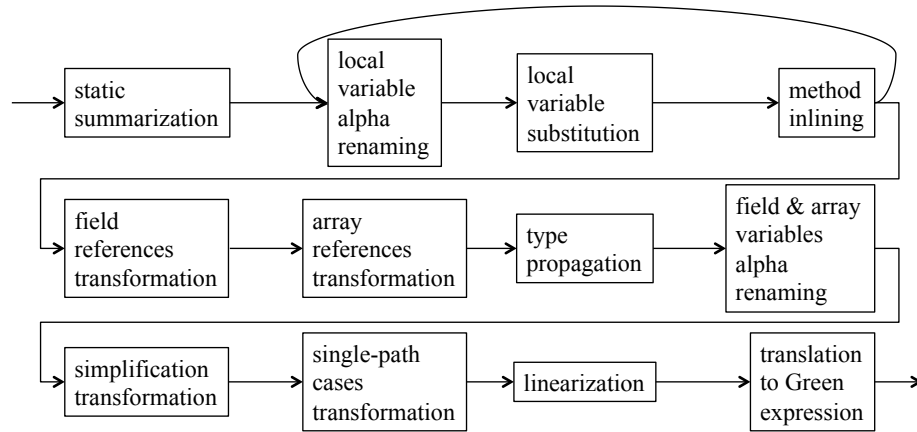 static
summarization
local
variable
alpha
renaming
local
variable
substitution
method
inlining
field
references
transformation
array
references
transformation
type
propagation
field & array
variables
alpha
renaming
simplification
transformation
single-path
cases
transformation
linearization
translation
to Green
expression